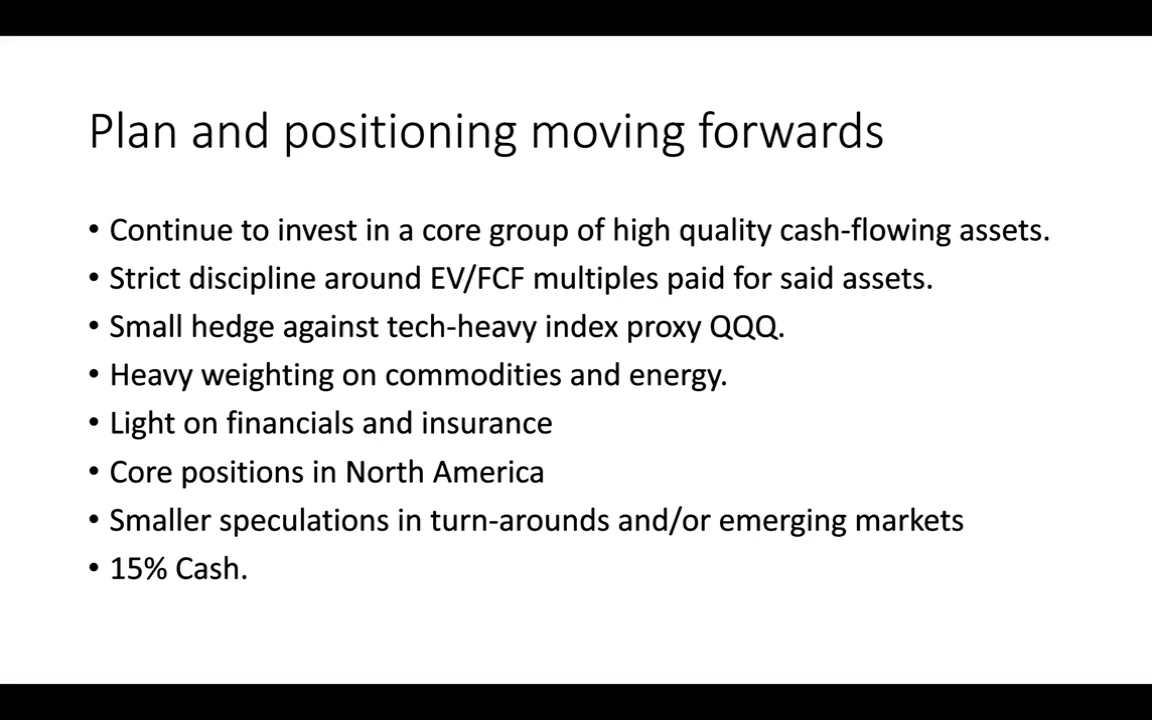 Plan and positioning moving forwards
• Continue to invest in a core group of high quality cash-flowing assets.
• Strict discipline around EV/FCF multiples paid for said assets.
• Small hedge against tech-heavy index proxy QQQ.
• Heavy weighting on commodities and energy.
• Light on financials and insurance
• Core positions in North America
• Smaller speculations in turn-arounds and/or emerging markets
• 15% Cash.